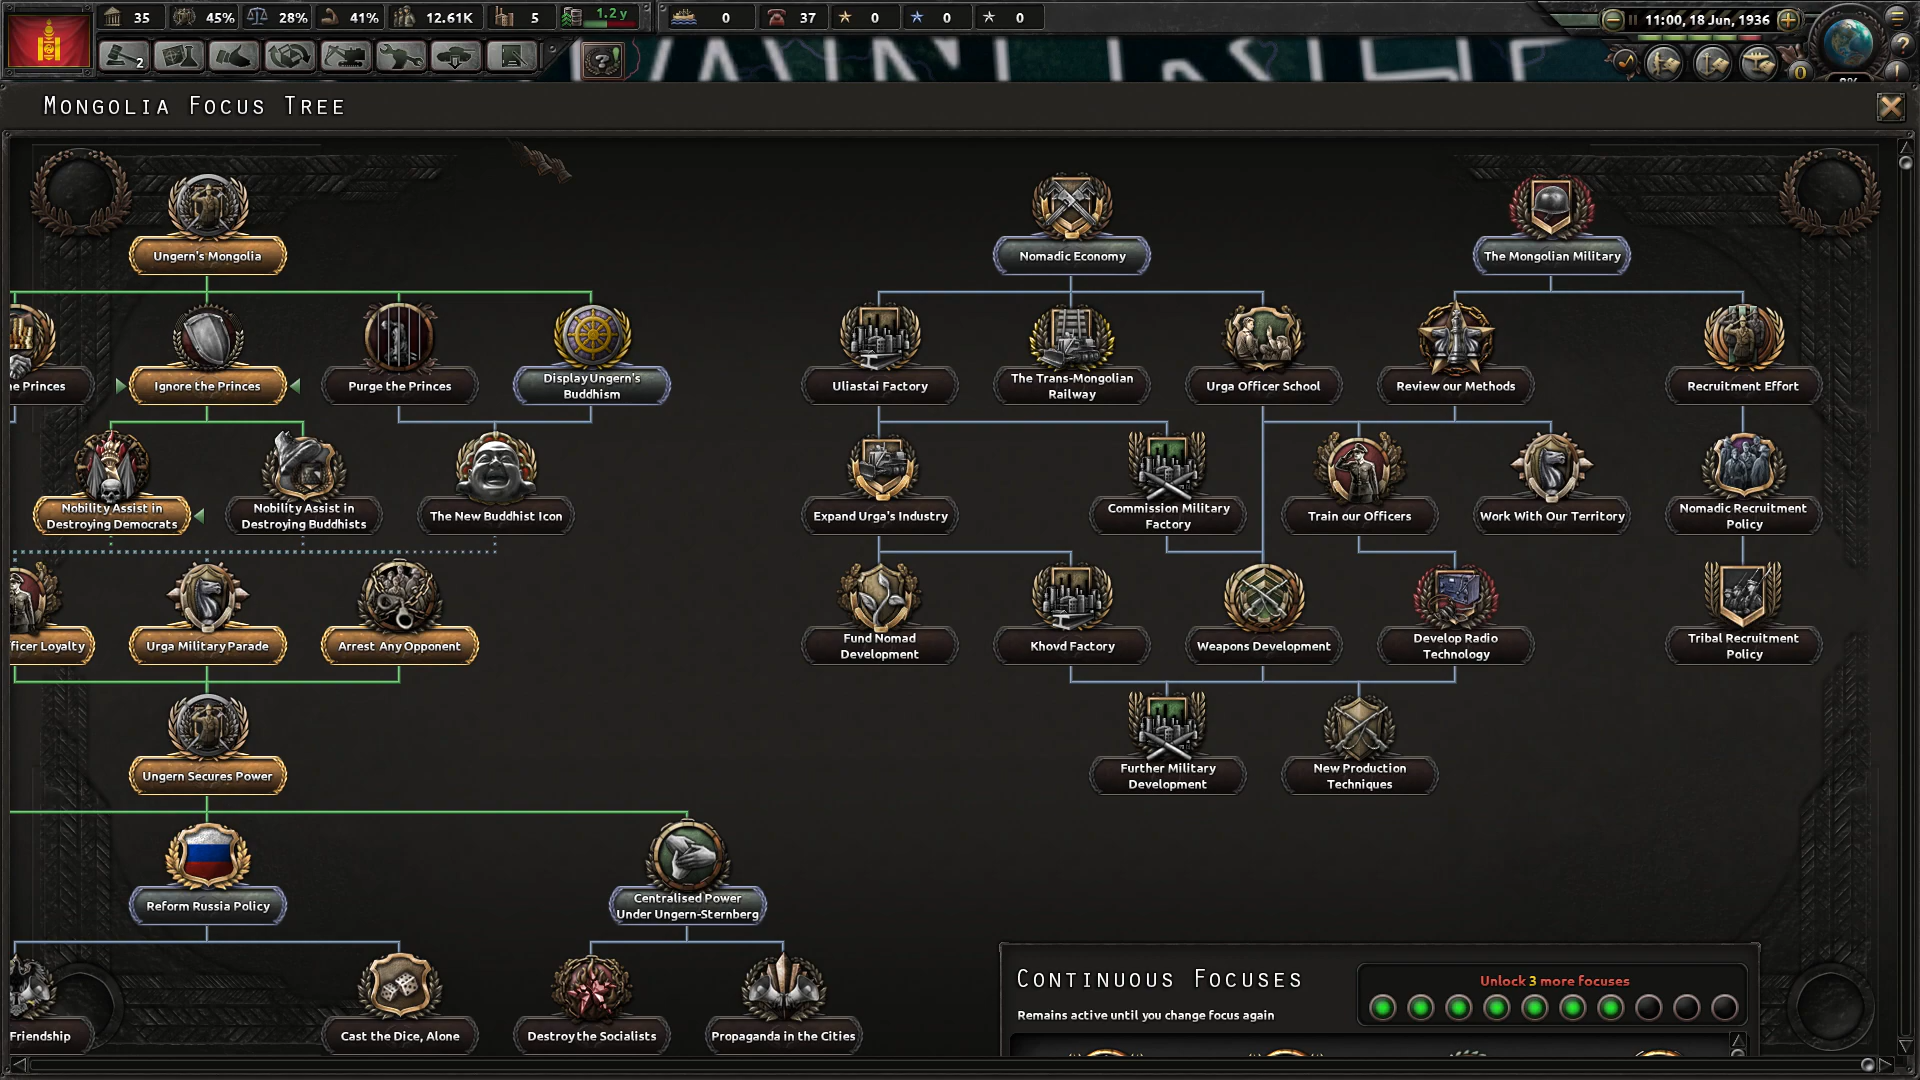 35
45%
28%
41%
12.61K
5
1.2 y
0
37
0
0
0
11:00, 18 Jun, 1936
2
0
Mongolia Focus Tree
Ungern's Mongolia
Nomadic Economy
The Mongolian Military
he Princes
Ignore the Princes
Purge the Princes
Display Ungern's
Buddhism
Uliastai Factory
The Trans-Mongolian
Railway
Urga Officer School
Review our Methods
Recruitment Effort
Nobility Assist in
Destroying Democrats
Nobility Assist in
Destroying Buddhists
The New Buddhist Icon
Expand Urga's Industry
Commission Military
Factory
Train our Officers
Work With Our Territory
Nomadic Recruitment
Policy
fficer Loyalty
Urga Military Parade
Arrest Any Opponent
Fund Nomad
Development
Khovd Factory
Weapons Development
Develop Radio
Technology
Tribal Recruitment
Policy
Ungern Secures Power
Further Military
Development
New Production
Techniques
Reform Russia Policy
Centralised Power
Under Ungern-Sternberg
Friendship
Cast the Dice, Alone
Destroy the Socialists
Propaganda in the Cities
Continuous Focuses
Unlock 3 more focuses
Remains active until you change focus again